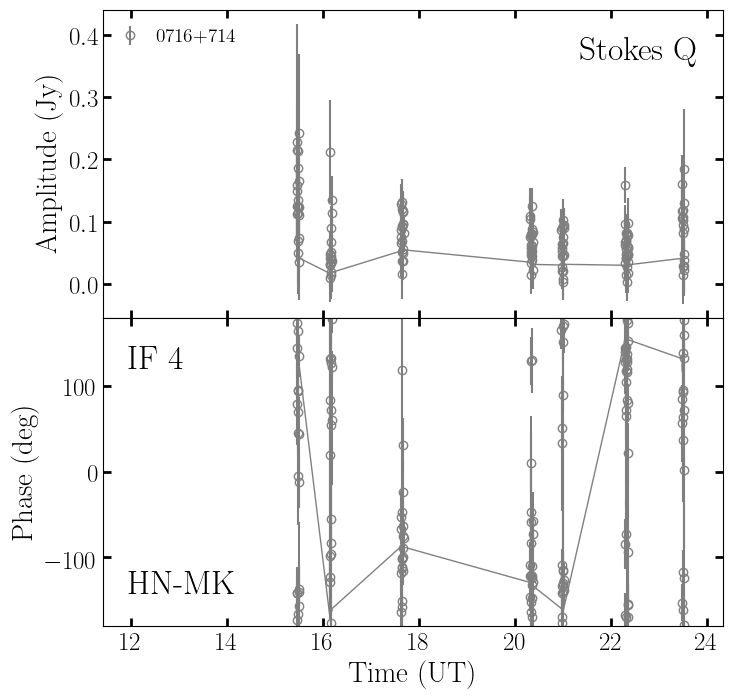 0716+714
Stokes Q
0.4
0.3
0.2
0.1
0.0
Amplitude (Jy)
IF 4
HN-MK
100
0
−100
Phase (deg)
12 14 16 18 20 22 24
Time (UT)